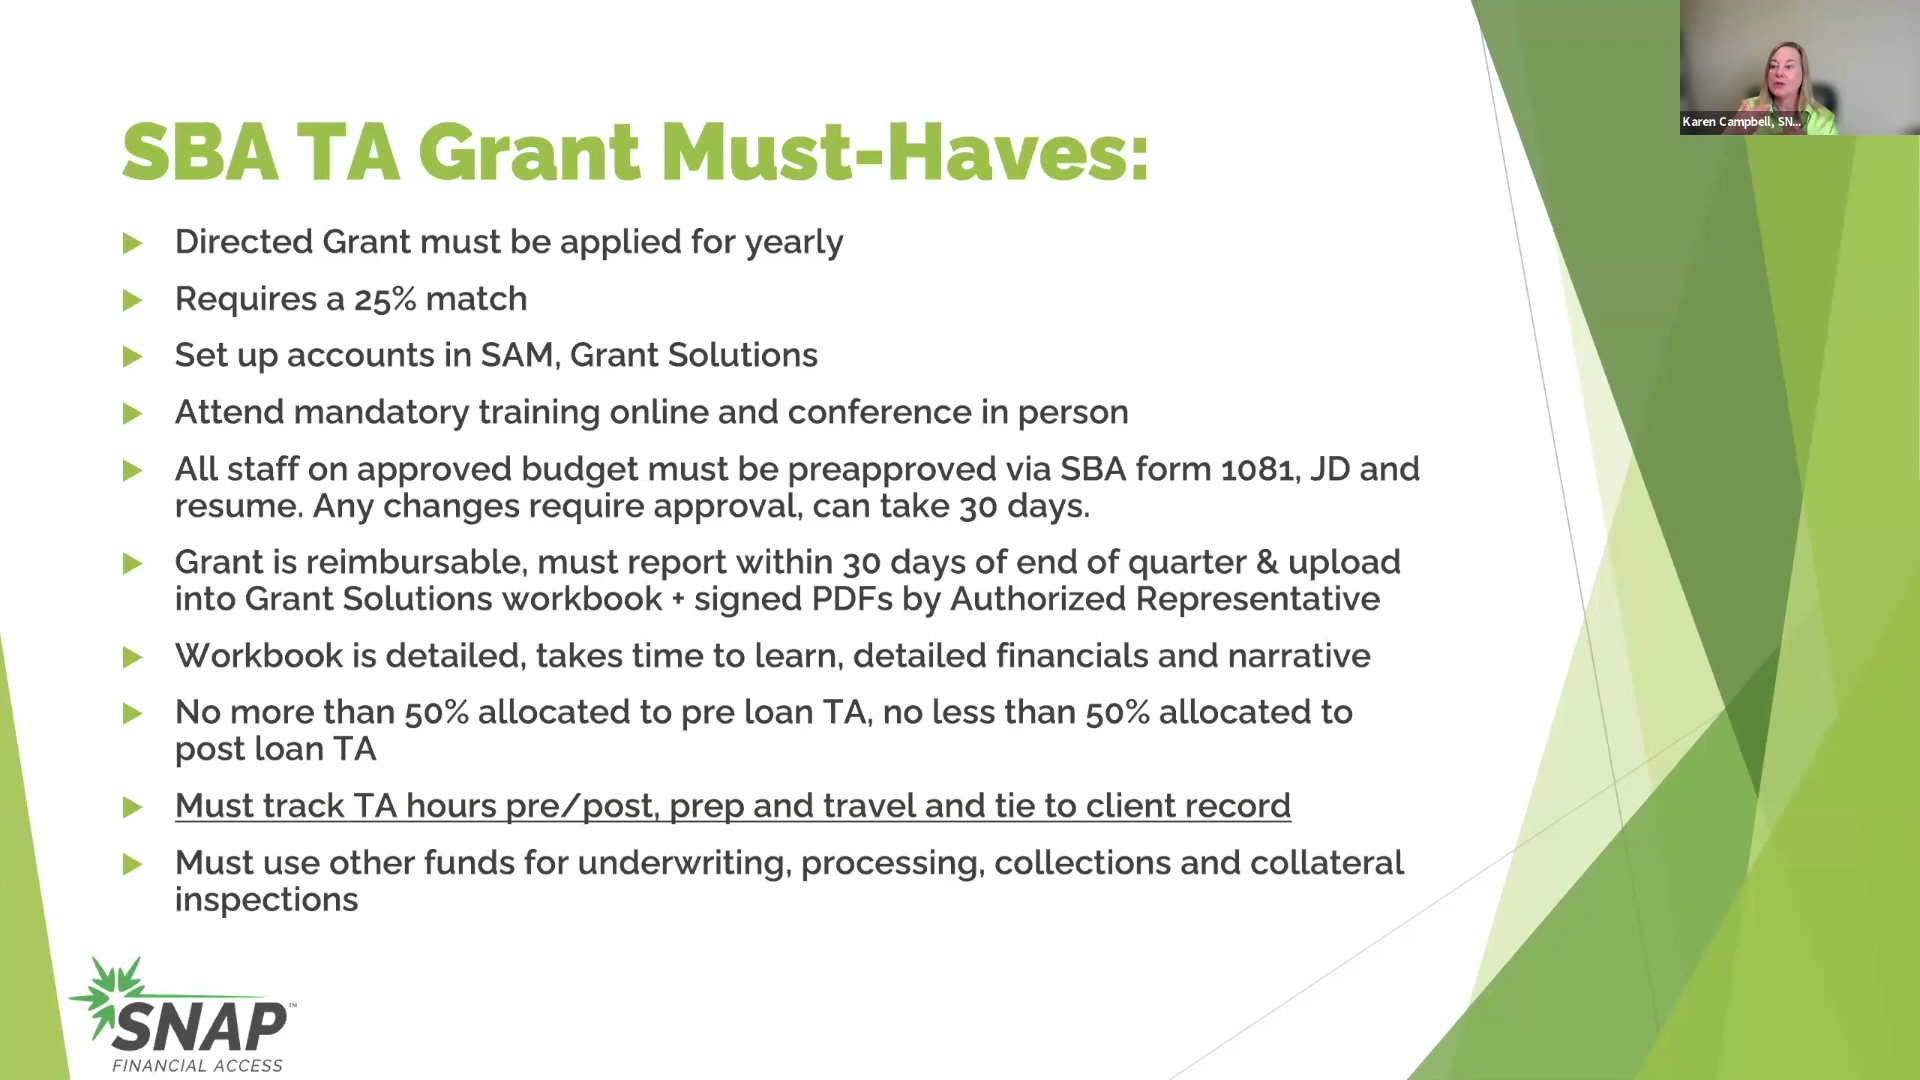 Karen Campbell, SN...
SBA TA Grant Must-Haves:
Directed Grant must be applied for yearly
Requires a 25% match
Set up accounts in SAM, Grant Solutions
Attend mandatory training online and conference in person
All staff on approved budget must be preapproved via SBA form 1081, JD and
resume. Any changes require approval, can take 30 days.
Grant is reimbursable, must report within 30 days of end of quarter & upload
into Grant Solutions workbook + signed PDFs by Authorized Representative
Workbook is detailed, takes time to learn, detailed financials and narrative
No more than 50% allocated to pre loan TA, no less than 50% allocated to
post loan TA
Must track TA hours pre/post, prep and travel and tie to client record
Must use other funds for underwriting, processing, collections and collateral
inspections
SNAP™
FINANCIAL ACCESS